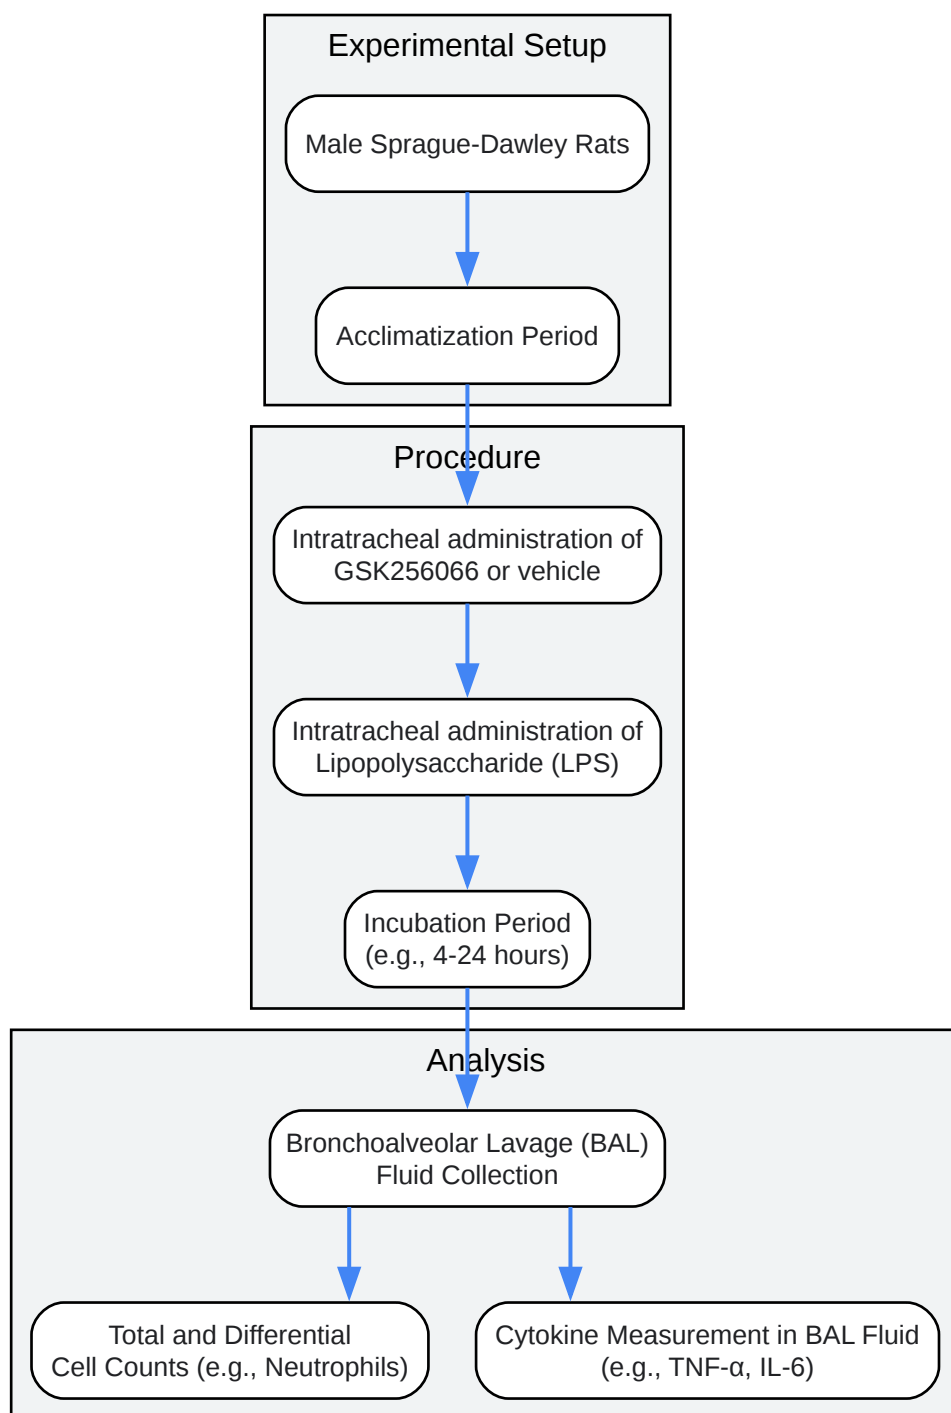 Experimental Setup
Male Sprague-Dawley Rats
Acclimatization Period
Procedure
Intratracheal administration of
GSK256066 or vehicle
Intratracheal administration of
Lipopolysaccharide (LPS)
Incubation Period
(e.g., 4-24 hours)
Analysis
Bronchoalveolar Lavage (BAL)
Fluid Collection
Total and Differential
Cell Counts (e.g., Neutrophils)
Cytokine Measurement in BAL Fluid
(e.g., TNF-α, IL-6)